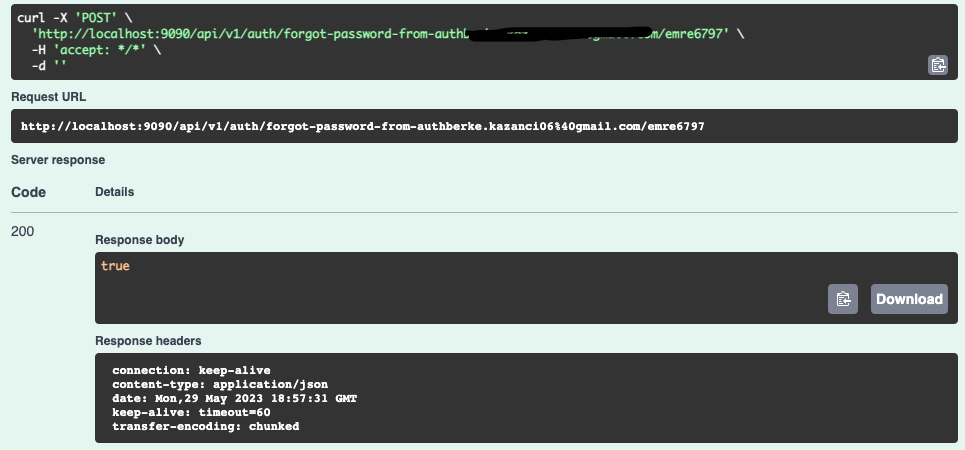 curl -X 'POST' \
'http://localhost:9090/api/v1/auth/forgot-password-from-auth com/emre6797' \
-H 'accept: */*' \
-d ''
Request URL
http://localhost:9090/api/v1/auth/forgot-password-from-authberke.kazanci06%40gmail.com/emre6797
Server response
Code Details
200
Response body
true
Download
Response headers
connection: keep-alive
content-type: application/json
date: Mon,29 May 2023 18:57:31 GMT
keep-alive: timeout=60
transfer-encoding: chunked